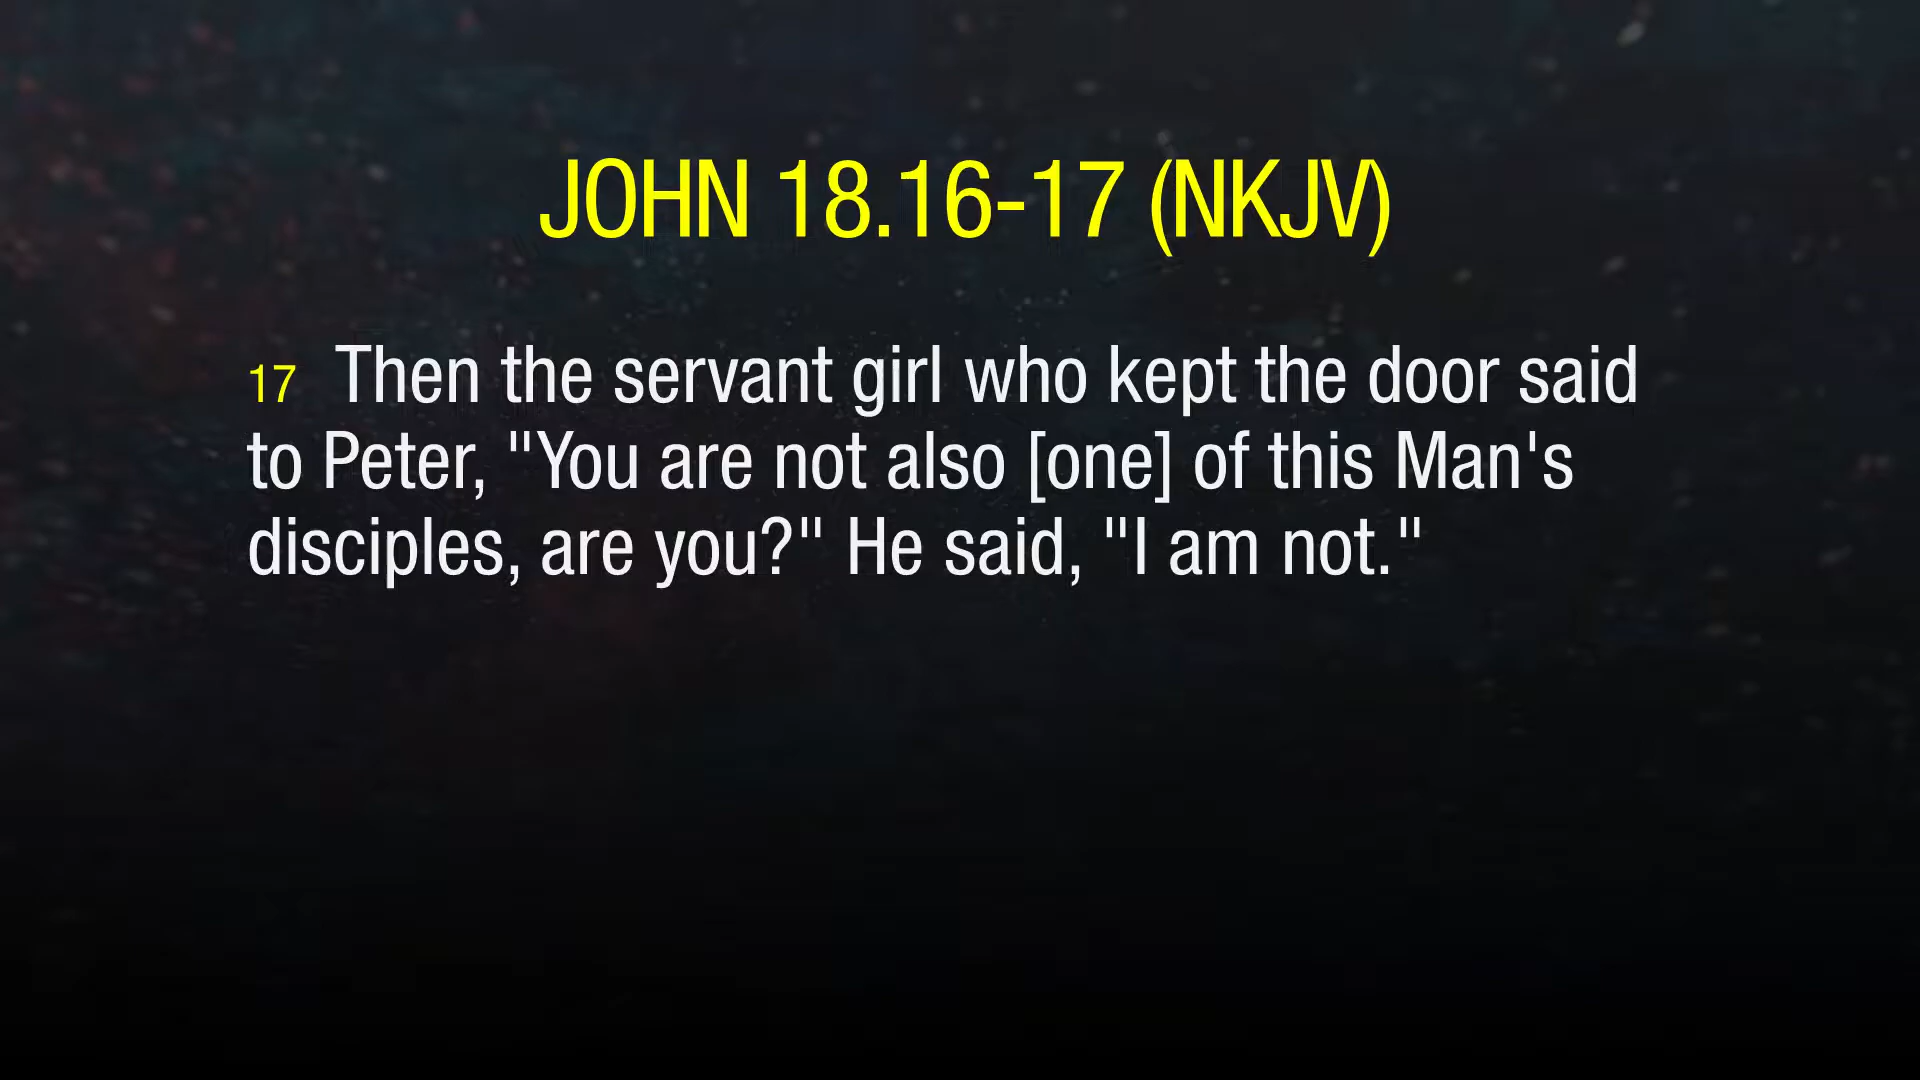 JOHN 18.16-17 (NKJV)
17 Then the servant girl who kept the door said
to Peter, "You are not also [one] of this Man's
disciples, are you?" He said, "I am not."